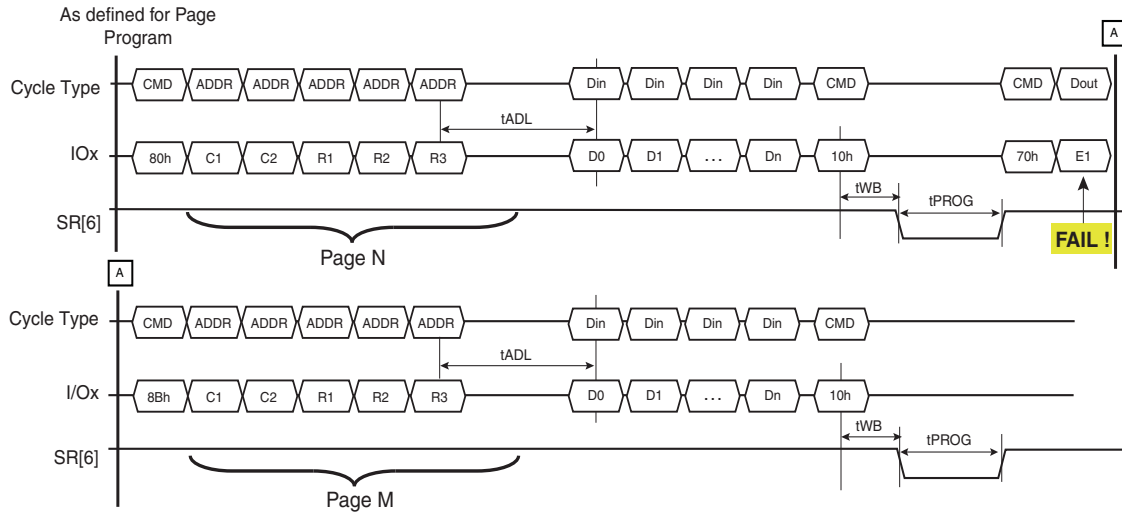 As defined for Page
Program
A
Cycle Type CMD ADDR ADDR ADDR ADDR ADDR Din Din Din Din CMD CMD Dout
tADL
IOx 80h C1 C2 R1 R2 R3 D0 D1 ... Dn 10h 70h E1
tWB tPROG
SR[6]
FAIL !
Page N
A
Cycle Type CMD ADDR ADDR ADDR ADDR ADDR Din Din Din Din CMD
tADL
I/Ox 8Bh C1 C2 R1 R2 R3 D0 D1 ... Dn 10h
tWB tPROG
SR[6]
Page M